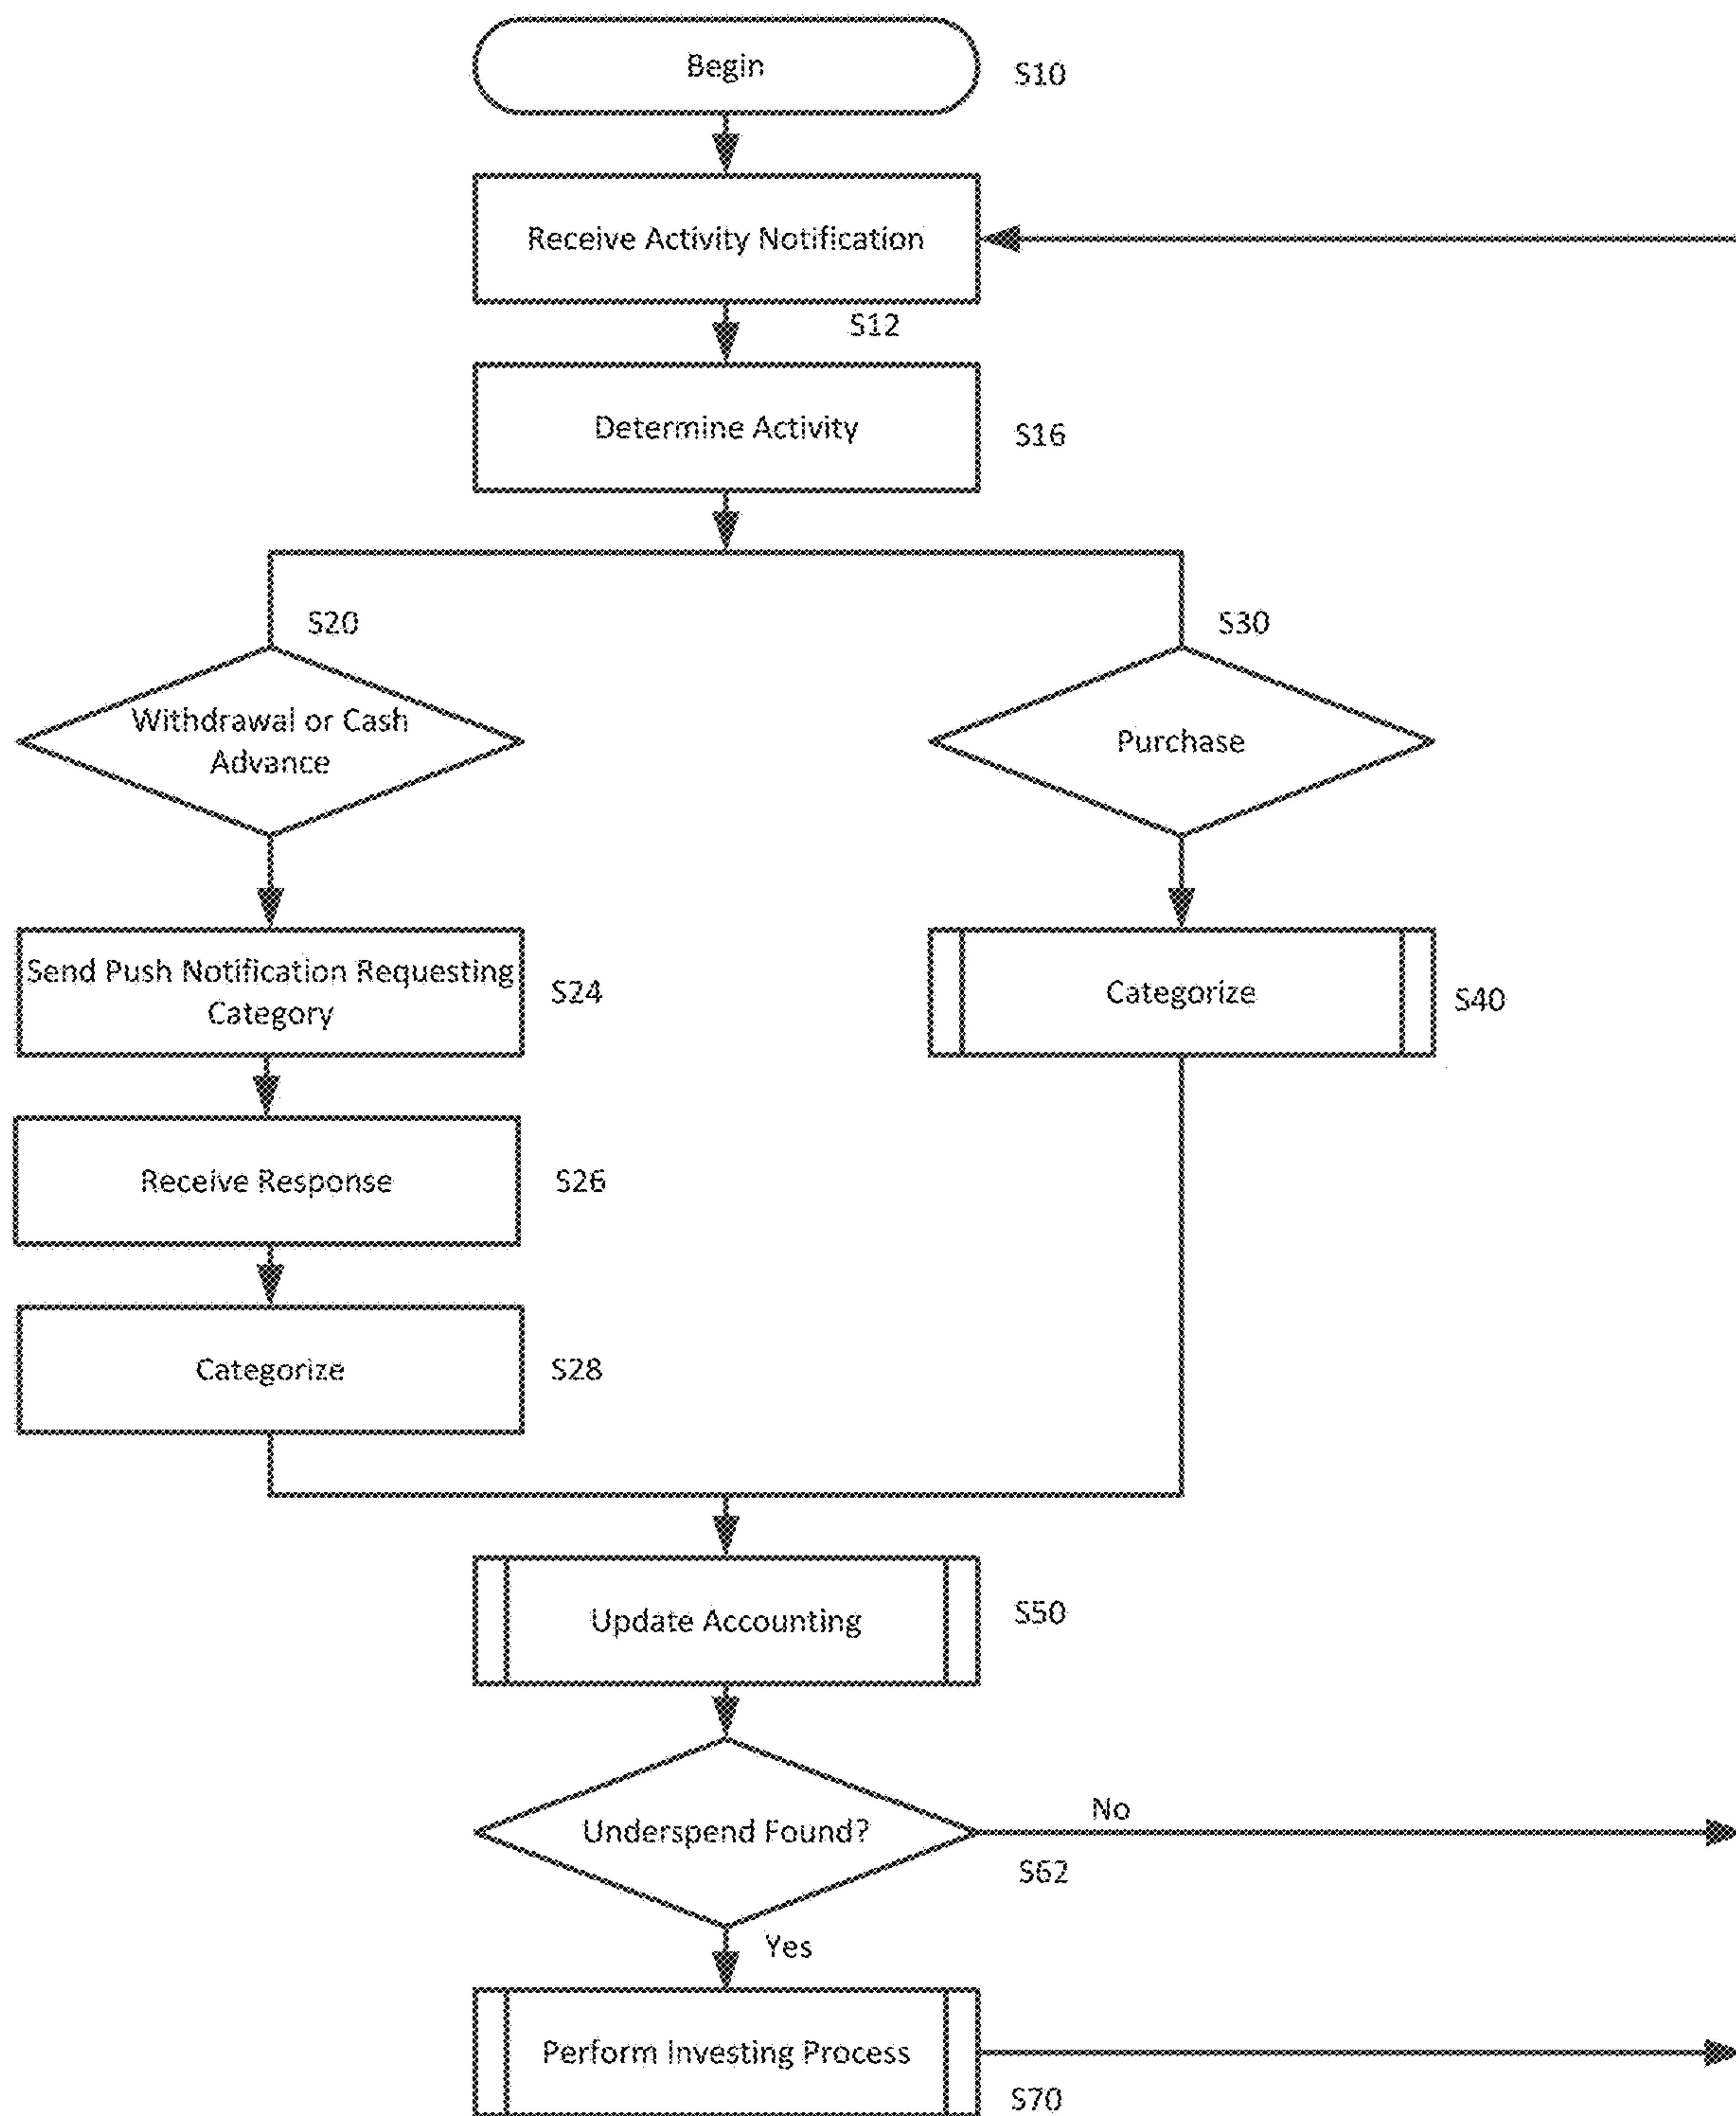 Begin
S10
Receive Activity Notification
S12
Determine Activity
S16
S20
S30
Withdrawal or Cash
Advance
Purchase
Send Push Notification Requesting
Category
S24
Categorize
S40
Receive Response
S26
Categorize
S28
Update Accounting
S50
Underspend Found?
No
S62
Yes
Perform Investing Process
S70